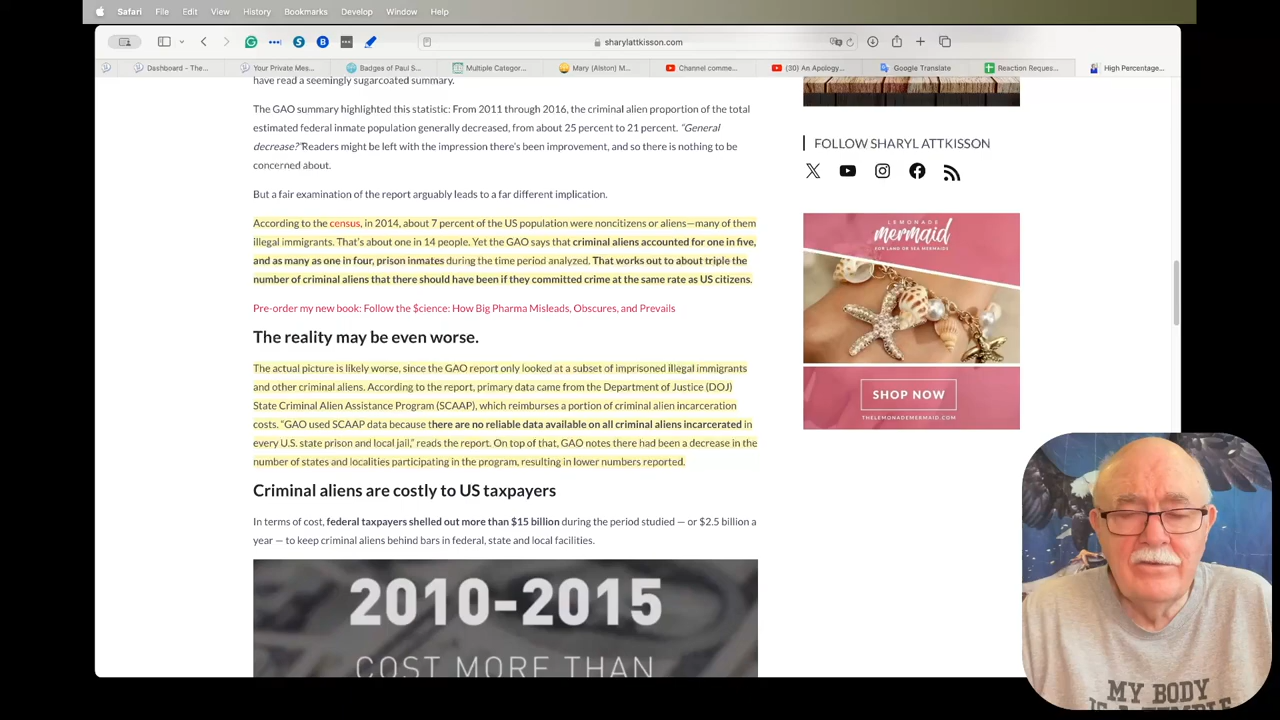 Safari File Edit View History Bookmarks Develop Window Help
sharylattkisson.com
Dashboard - The... Your Private Mes... Badges of Paul S... Multiple Categor... Mary (Alston) M... Channel comme... (30) An Apology... Google Translate Reaction Reques... High Percentage...
have read a seemingly sugarcoated summary.
The GAO summary highlighted this statistic: From 2011 through 2016, the criminal alien proportion of the total
estimated federal inmate population generally decreased, from about 25 percent to 21 percent. “General
decrease?” Readers might be left with the impression there’s been improvement, and so there is nothing to be
concerned about.
But a fair examination of the report arguably leads to a far different implication.
According to the census, in 2014, about 7 percent of the US population were noncitizens or aliens—many of them
illegal immigrants. That’s about one in 14 people. Yet the GAO says that criminal aliens accounted for one in five,
and as many as one in four, prison inmates during the time period analyzed. That works out to about triple the
number of criminal aliens that there should have been if they committed crime at the same rate as US citizens.
Pre-order my new book: Follow the $cience: How Big Pharma Misleads, Obscures, and Prevails
The reality may be even worse.
The actual picture is likely worse, since the GAO report only looked at a subset of imprisoned illegal immigrants
and other criminal aliens. According to the report, primary data came from the Department of Justice (DOJ)
State Criminal Alien Assistance Program (SCAAP), which reimburses a portion of criminal alien incarceration
costs. “GAO used SCAAP data because there are no reliable data available on all criminal aliens incarcerated in
every U.S. state prison and local jail,” reads the report. On top of that, GAO notes there had been a decrease in the
number of states and localities participating in the program, resulting in lower numbers reported.
Criminal aliens are costly to US taxpayers
In terms of cost, federal taxpayers shelled out more than $15 billion during the period studied — or $2.5 billion a
year — to keep criminal aliens behind bars in federal, state and local facilities.
2010-2015
COST MORE THAN
FOLLOW SHARYL ATTKISSON
LEMONADE
mermaid
FOR LAND OR SEA MERMAIDS
SHOP NOW
THELEMONADEMERMAID.COM
MY BODY
IS A TEMPLE